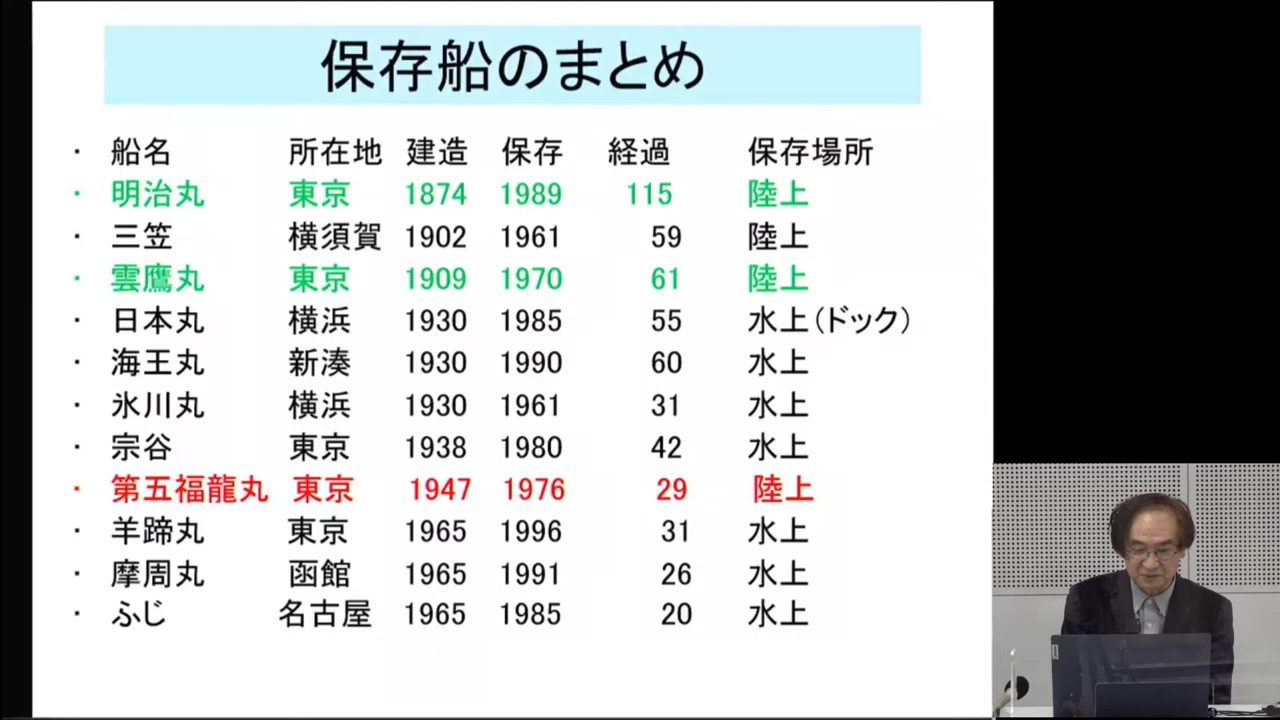 保存船のまとめ
・ 船名 所在地 建造 保存 経過 保存場所
・ 明治丸 東京 1874 1989 115 陸上
・ 三笠 横須賀 1902 1961 59 陸上
・ 雲鷹丸 東京 1909 1970 61 陸上
・ 日本丸 横浜 1930 1985 55 水上(ドック)
・ 海王丸 新湊 1930 1990 60 水上
・ 氷川丸 横浜 1930 1961 31 水上
・ 宗谷 東京 1938 1980 42 水上
・ 第五福龍丸 東京 1947 1976 29 陸上
・ 羊蹄丸 東京 1965 1996 31 水上
・ 摩周丸 函館 1965 1991 26 水上
・ ふじ 名古屋 1965 1985 20 水上